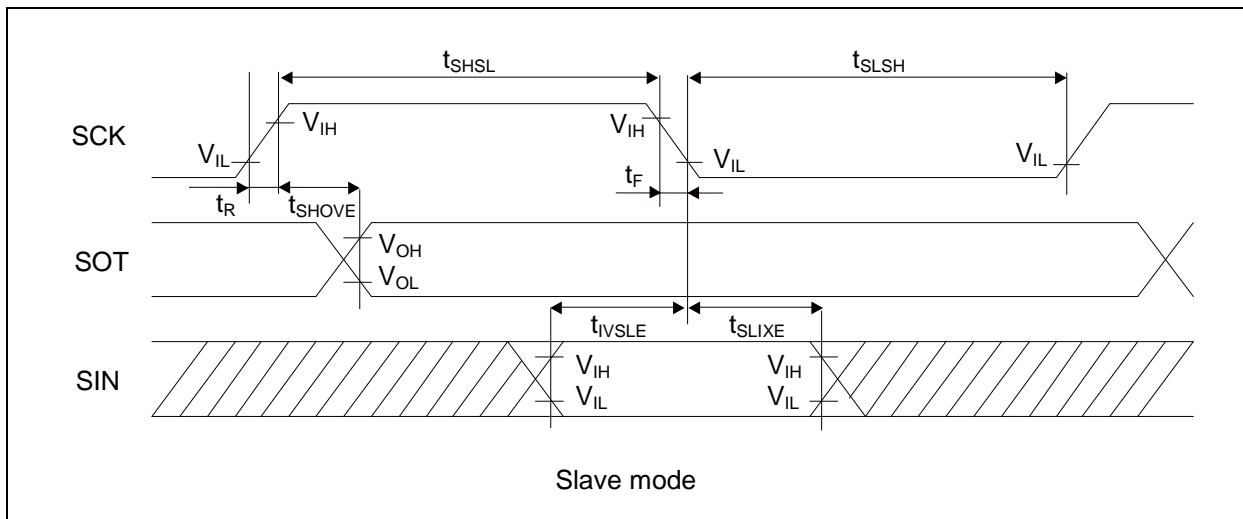 tSHSL
tSLSH
SCK
VIH
VIH
VIL
VIL
VIL
tF
tR
tSHOVE
SOT
VOH
VOL
tIVSLE
tSLIXE
SIN
VIH
VIH
VIL
VIL
Slave mode